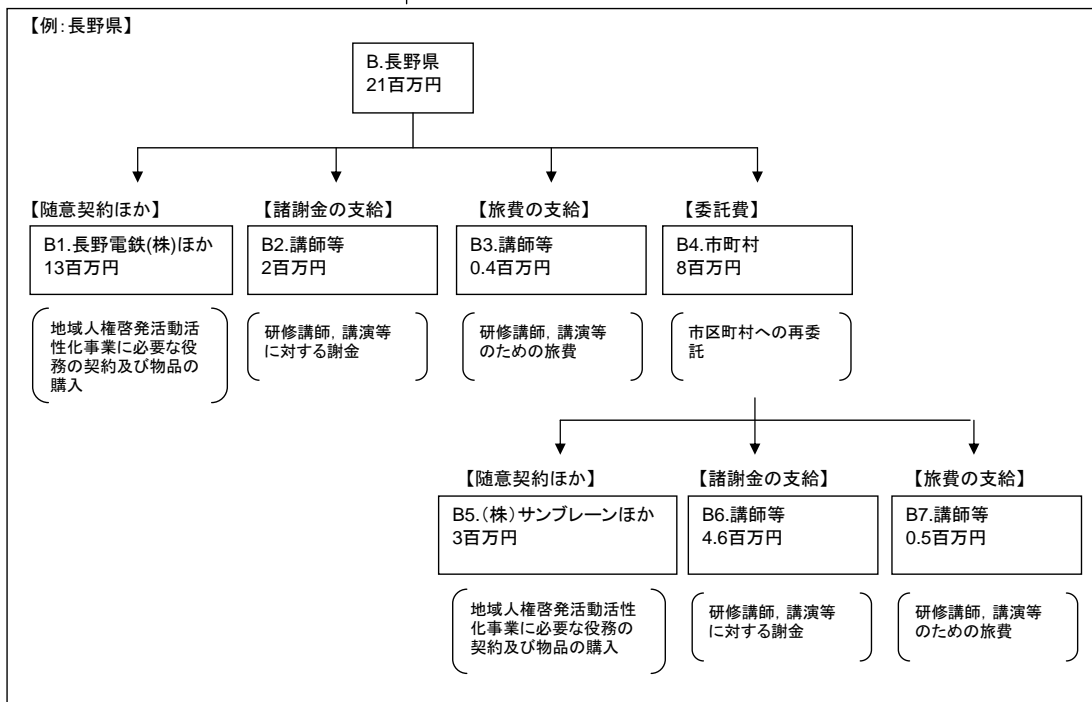 【例：長野県】
B.長野県
21百万円
【随意契約ほか】
B1.長野電鉄(株)ほか
13百万円
地域人権啓発活動活
性化事業に必要な役
務の契約及び物品の
購入
【諸謝金の支給】
B2.講師等
2百万円
研修講師，講演等
に対する謝金
【旅費の支給】
B3.講師等
0.4百万円
研修講師，講演等
のための旅費
【委託費】
B4.市町村
8百万円
市区町村への再委
託
【随意契約ほか】
B5.（株）サンブレーンほか
3百万円
地域人権啓発活動活性
化事業に必要な役務の
契約及び物品の購入
【諸謝金の支給】
B6.講師等
4.6百万円
研修講師，講演等
に対する謝金
【旅費の支給】
B7.講師等
0.5百万円
研修講師，講演等
のための旅費